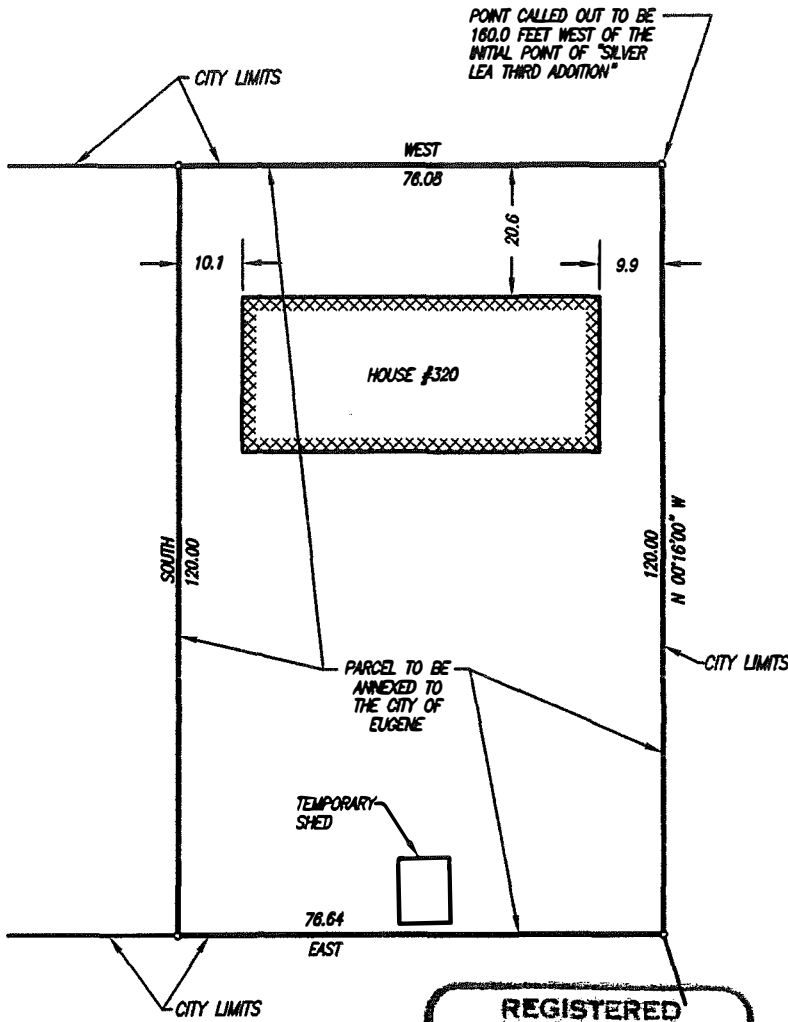 POINT CALLED OUT TO BE
160.0 FEET WEST OF THE
INITIAL POINT OF "SILVER
LEA THIRD ADDITION"
CITY LIMITS
WEST
76.08
20.6
10.1
9.9
HOUSE #320
SOUTH
120.00
120.00
N 00°16'00" W
CITY LIMITS
PARCEL TO BE
ANNEXED TO
THE CITY OF
EUGENE
TEMPORARY
SHED
76.64
EAST
CITY LIMITS
REGISTERED